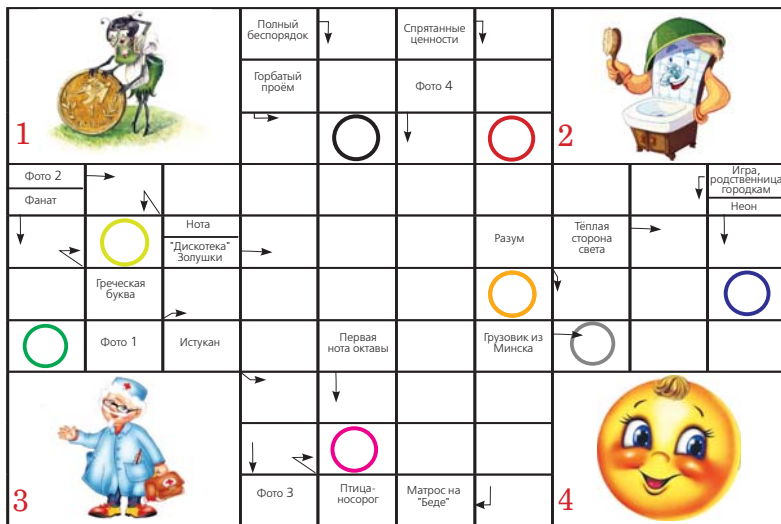 Полный
беспорядок
Спрятанные
ценности
Горбатый
проём
Фото 4
1
2
Фото 2
Фанат
Игра,
родственница
городкам
Неон
Нота
"Дискотека"
Золушки
Разум
Тёплая
сторона
света
Греческая
буква
Фото 1
Истукан
Первая
нота октавы
Грузовик из
Минска
3
4
Фото 3
Птица-
носорог
Матрос на
"Беде"